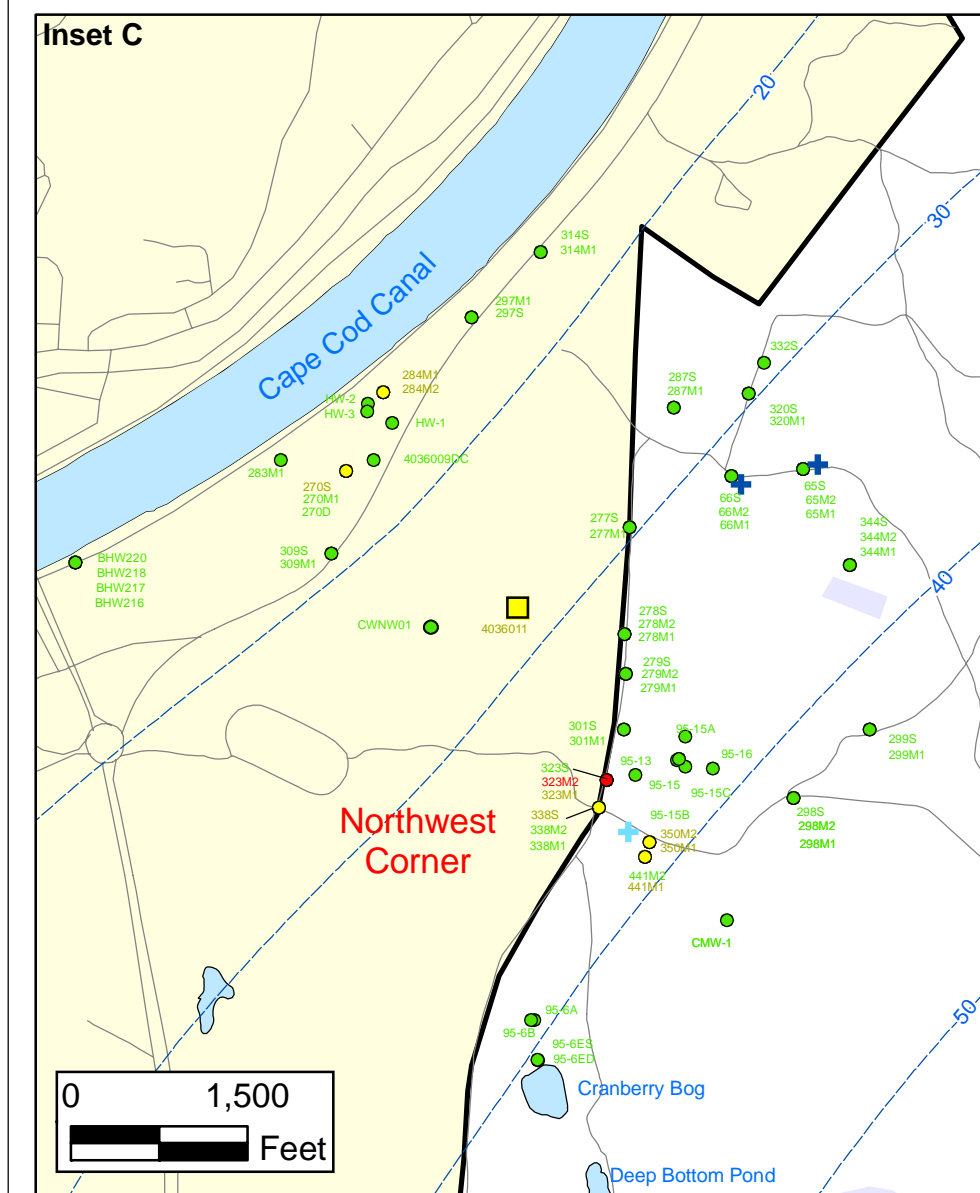 Inset C
20
30
314S
314M1
Cape Cod Canal
297M1
297S
332S
284M1
284M2
287S
287M1
HW-2
HW-3
320S
320M1
HW-1
283M1
4036009DC
270S
270M1
270D
65S
65M2
65M1
66S
66M2
66M1
277S
277M1
344S
344M2
344M1
309S
309M1
BHW220
BHW218
BHW217
BHW216
40
CWNW01
4036011
278S
278M2
278M1
279S
279M2
279M1
301S
301M1
95-15A
299S
299M1
95-13
95-16
323S
323M2
323M1
95-15
95-15C
Northwest
Corner
338S
338M2
338M1
95-15B
298S
298M2
298M1
350M2
350M1
441M2
441M1
CMW-1
50
95-6A
95-6B
95-6ES
95-6ED
Cranberry Bog
0 1,500
Feet
Deep Bottom Pond